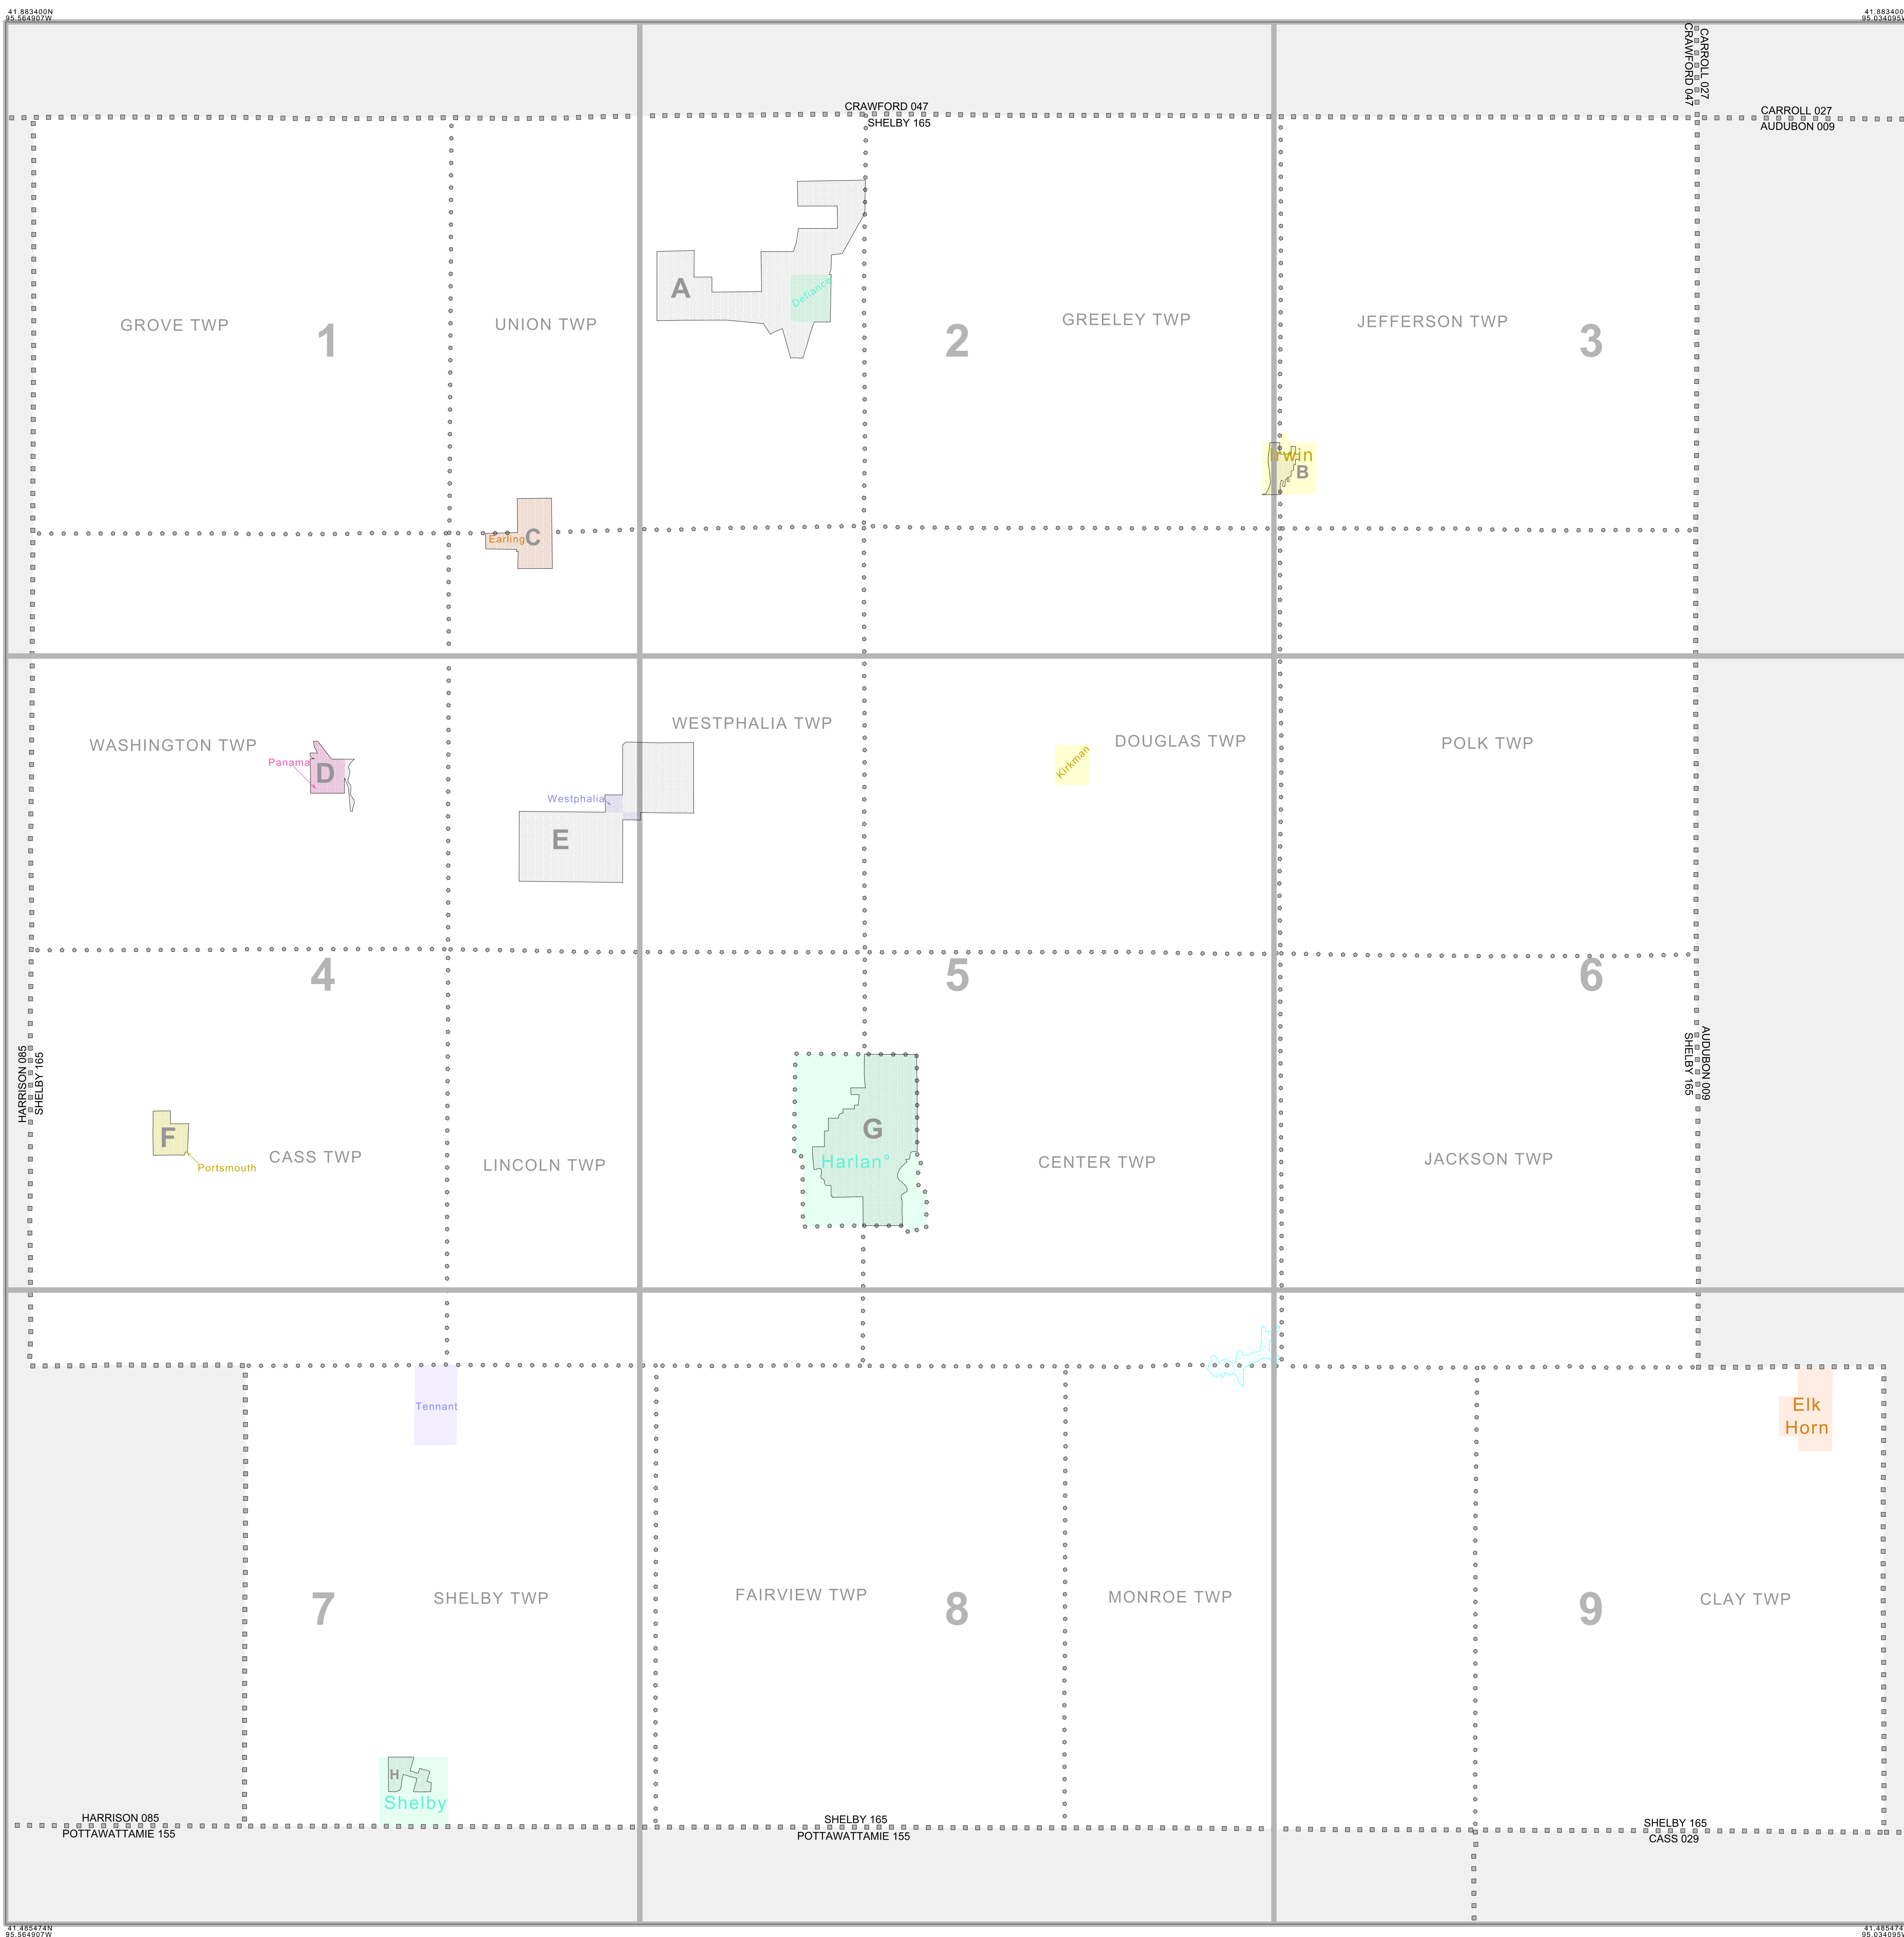 41.883400N
95.564907W
41.883400
95.034095
CARROLL 027
CRAWFORD 047
CRAWFORD 047
SHELBY 165
CARROLL 027
AUDUBON 009
A
Defiance
GROVE TWP
1
UNION TWP
2
GREELEY TWP
JEFFERSON TWP
3
Irwin
B
Earling
C
WESTPHALIA TWP
WASHINGTON TWP
Panama
D
DOUGLAS TWP
Kirkman
POLK TWP
Westphalia
E
4
5
6
HARRISON 085
SHELBY 165
AUDUBON 009
SHELBY 165
F
Portsmouth
CASS TWP
LINCOLN TWP
G
Harlan°
CENTER TWP
JACKSON TWP
Tennant
Elk
Horn
7
SHELBY TWP
FAIRVIEW TWP
8
MONROE TWP
9
CLAY TWP
H
Shelby
HARRISON 085
POTTAWATTAMIE 155
SHELBY 165
POTTAWATTAMIE 155
SHELBY 165
CASS 029
41.485474N
95.564907W
41.485474
95.034095